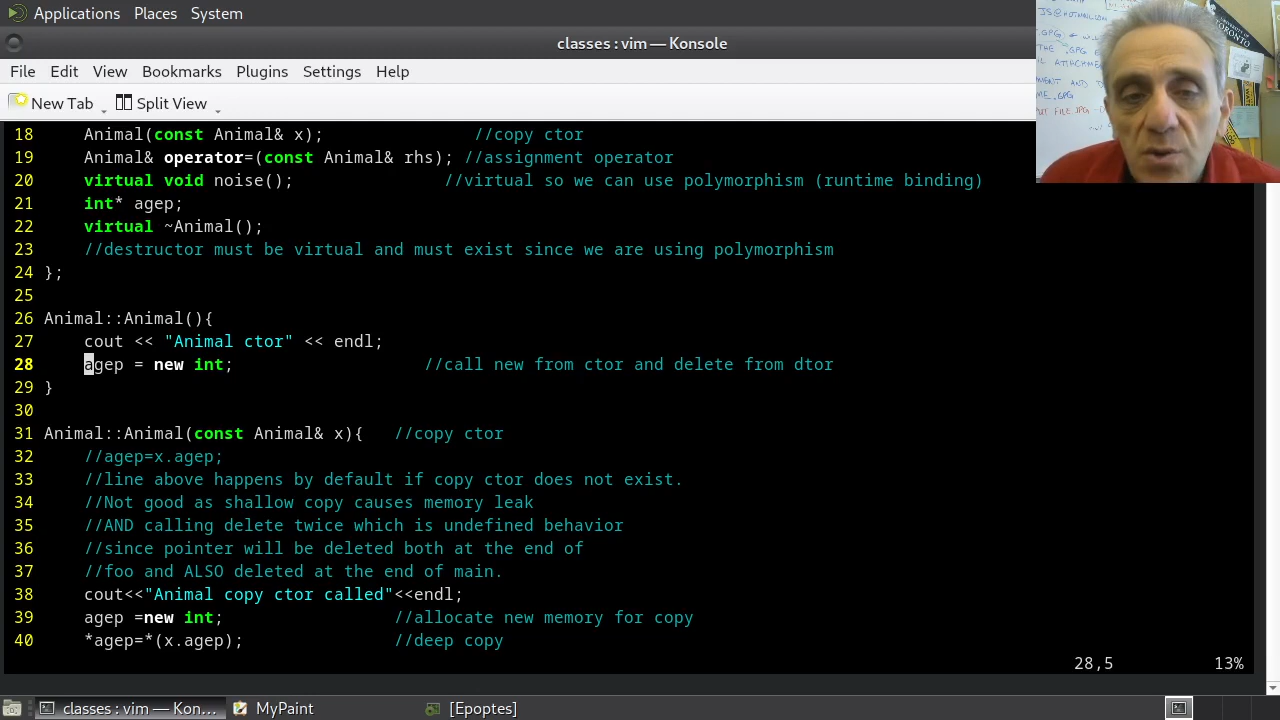 Applications Places System
classes : vim — Konsole
File Edit View Bookmarks Plugins Settings Help
New Tab Split View
18 Animal(const Animal& x); //copy ctor
19 Animal& operator=(const Animal& rhs); //assignment operator
20 virtual void noise(); //virtual so we can use polymorphism (runtime binding)
21 int* agep;
22 virtual ~Animal();
23 //destructor must be virtual and must exist since we are using polymorphism
24 };
25
26 Animal::Animal(){
27 cout << "Animal ctor" << endl;
28 agep = new int; //call new from ctor and delete from dtor
29 }
30
31 Animal::Animal(const Animal& x){ //copy ctor
32 //agep=x.agep;
33 //line above happens by default if copy ctor does not exist.
34 //Not good as shallow copy causes memory leak
35 //AND calling delete twice which is undefined behavior
36 //since pointer will be deleted both at the end of
37 //foo and ALSO deleted at the end of main.
38 cout<<"Animal copy ctor called"<<endl;
39 agep =new int; //allocate new memory for copy
40 *agep=*(x.agep); //deep copy
28,5 13%
classes : vim — Kon... MyPaint [Epoptes]
TORONTO
THE .GPG